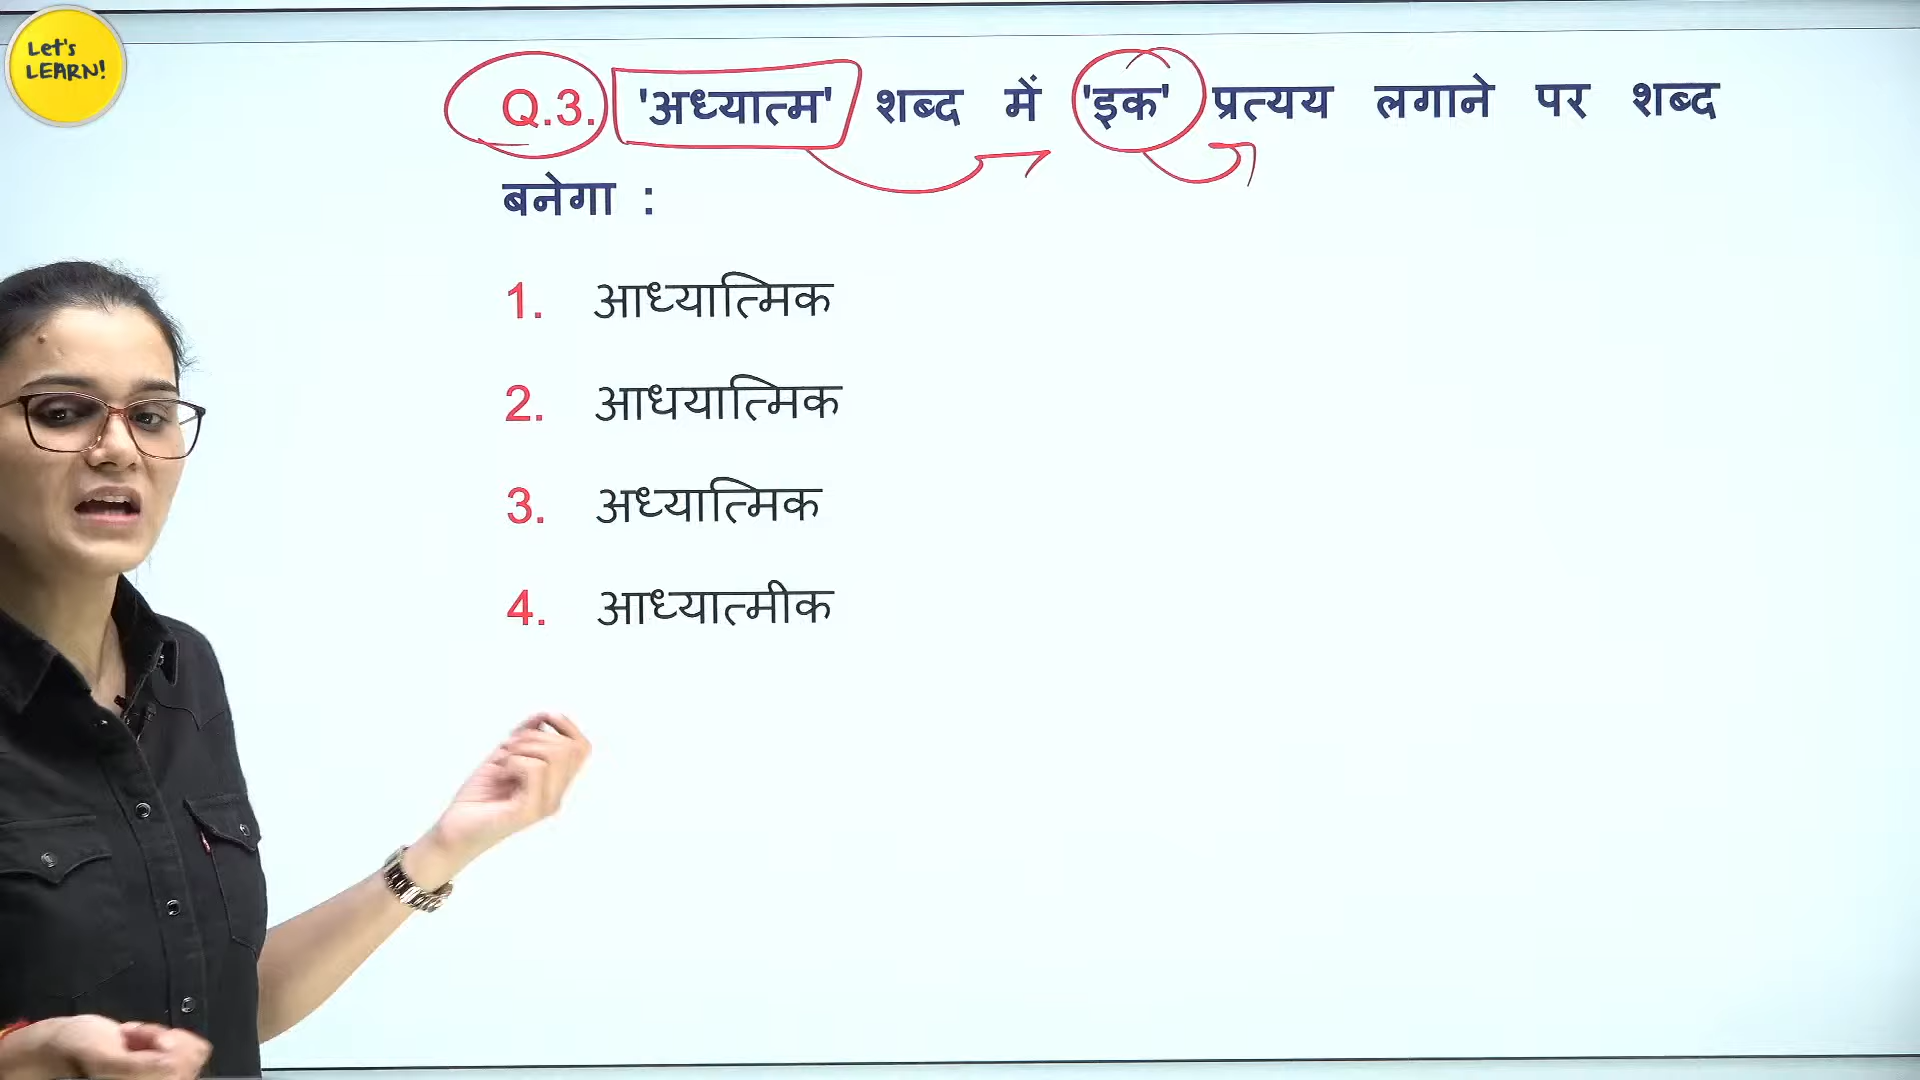 Let's
LEARN!
Q.3. 'अध्यात्म' शब्द में 'इक' प्रत्यय लगाने पर शब्द
बनेगा :
1. आध्यात्मिक
2. आधयात्मिक
3. अध्यात्मिक
4. आध्यात्मीक